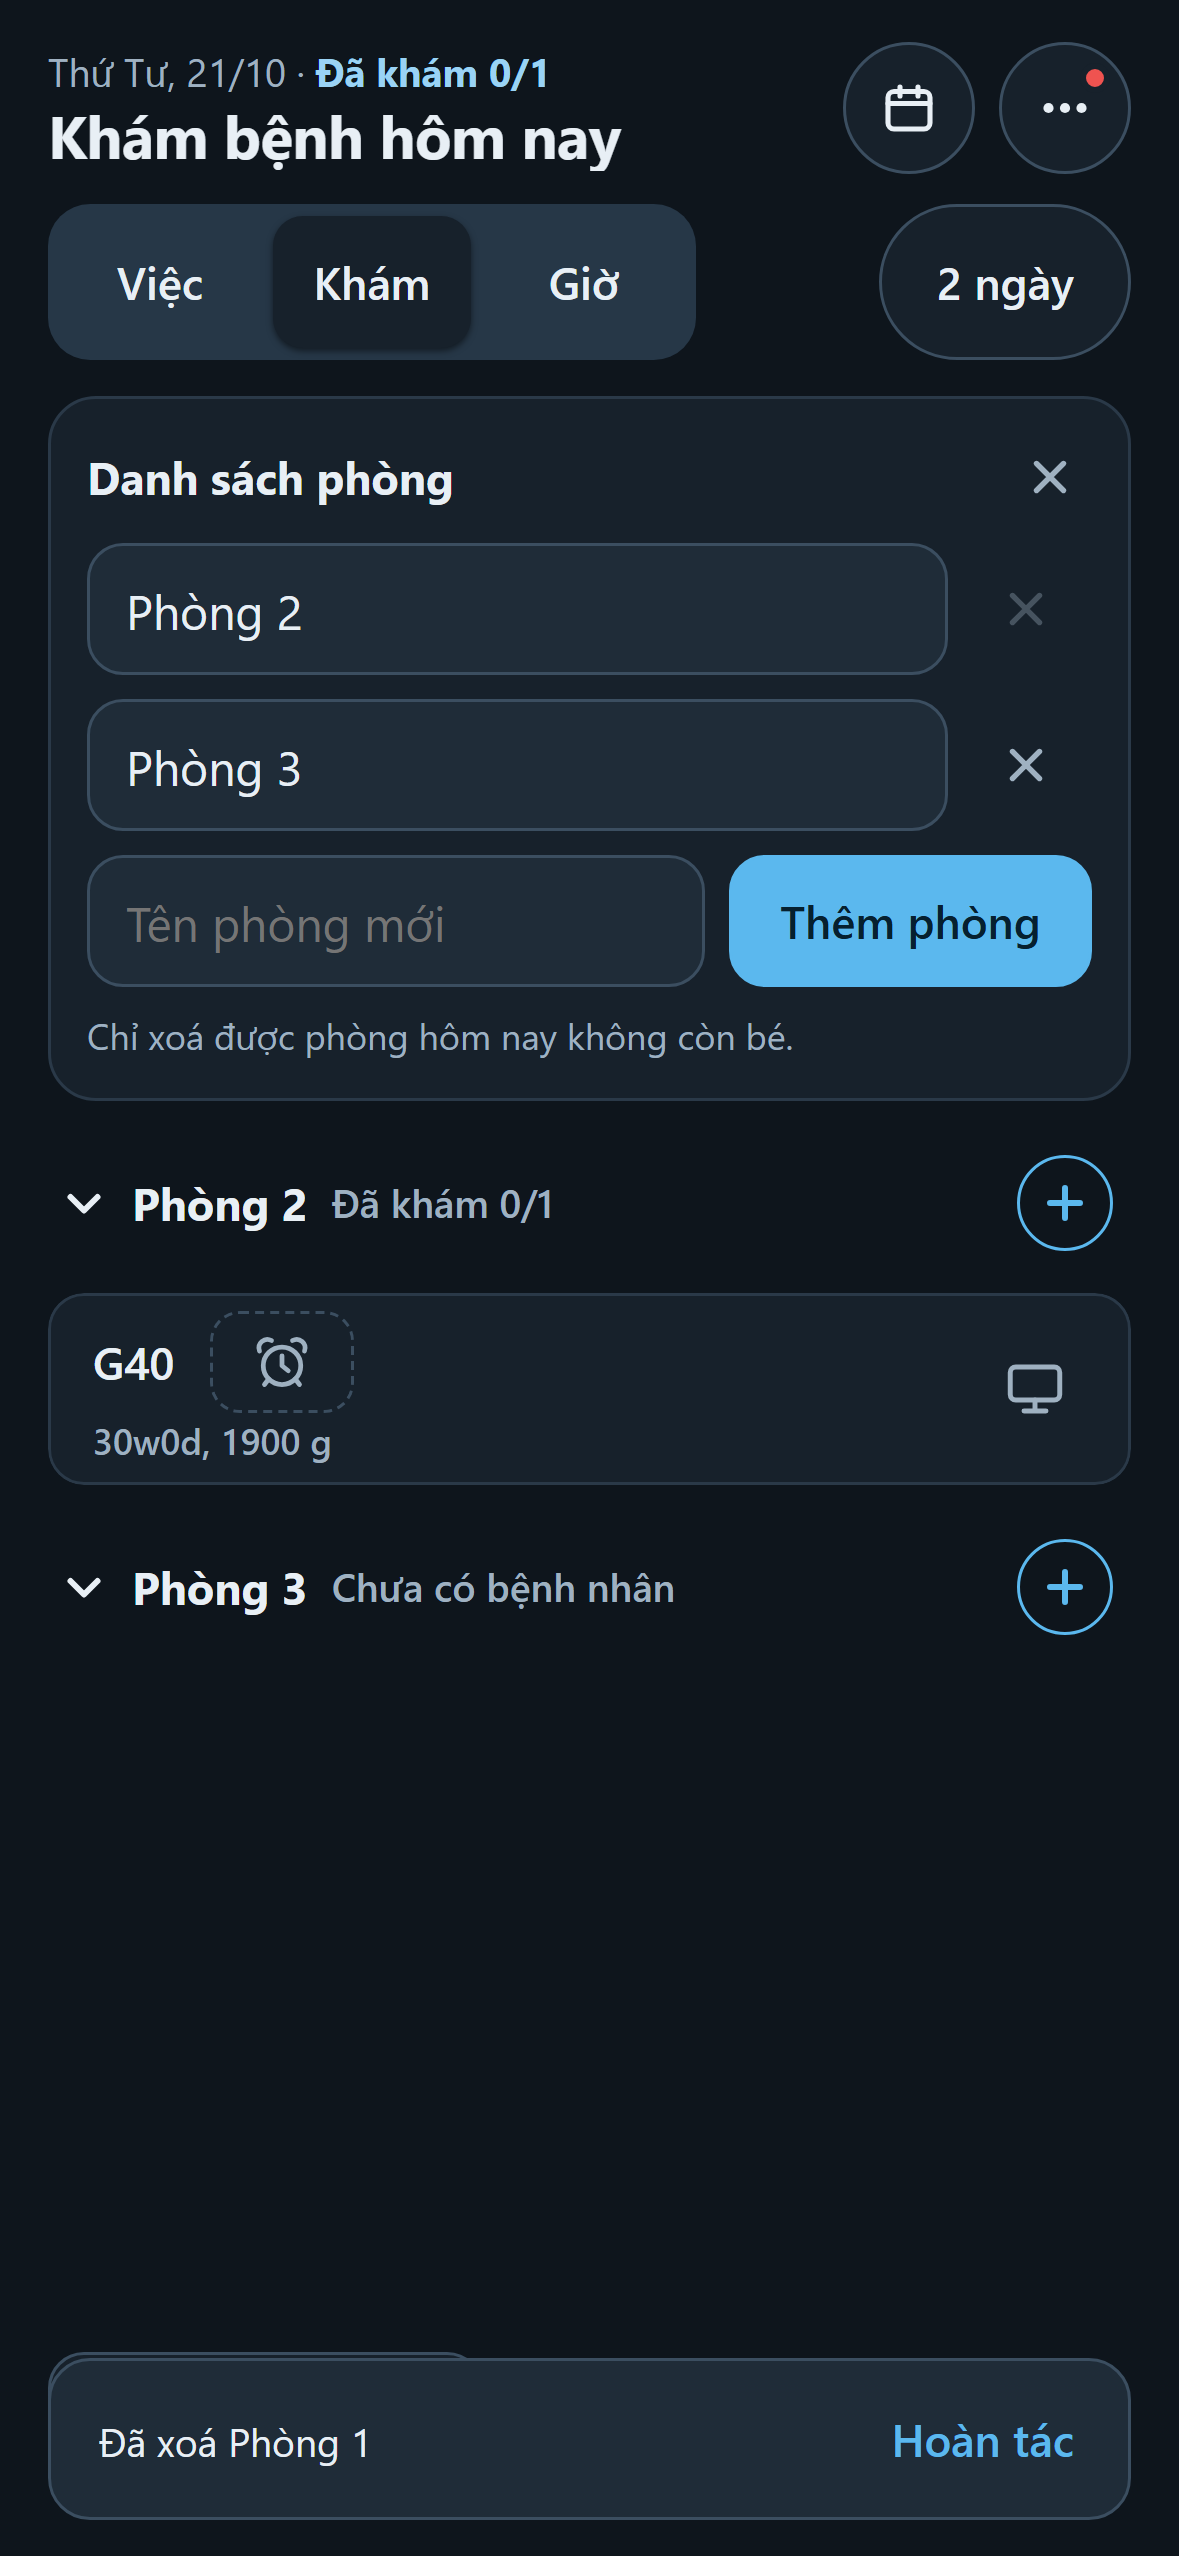 Thứ Tư, 21/10 · Đã khám 0/1
Khám bệnh hôm nay
Việc
Khám
Giờ
2 ngày
Danh sách phòng
Phòng 2
Phòng 3
Tên phòng mới
Thêm phòng
Chỉ xoá được phòng hôm nay không còn bé.
Phòng 2 Đã khám 0/1
G40
30w0d, 1900 g
Phòng 3 Chưa có bệnh nhân
Đã xoá Phòng 1
Hoàn tác